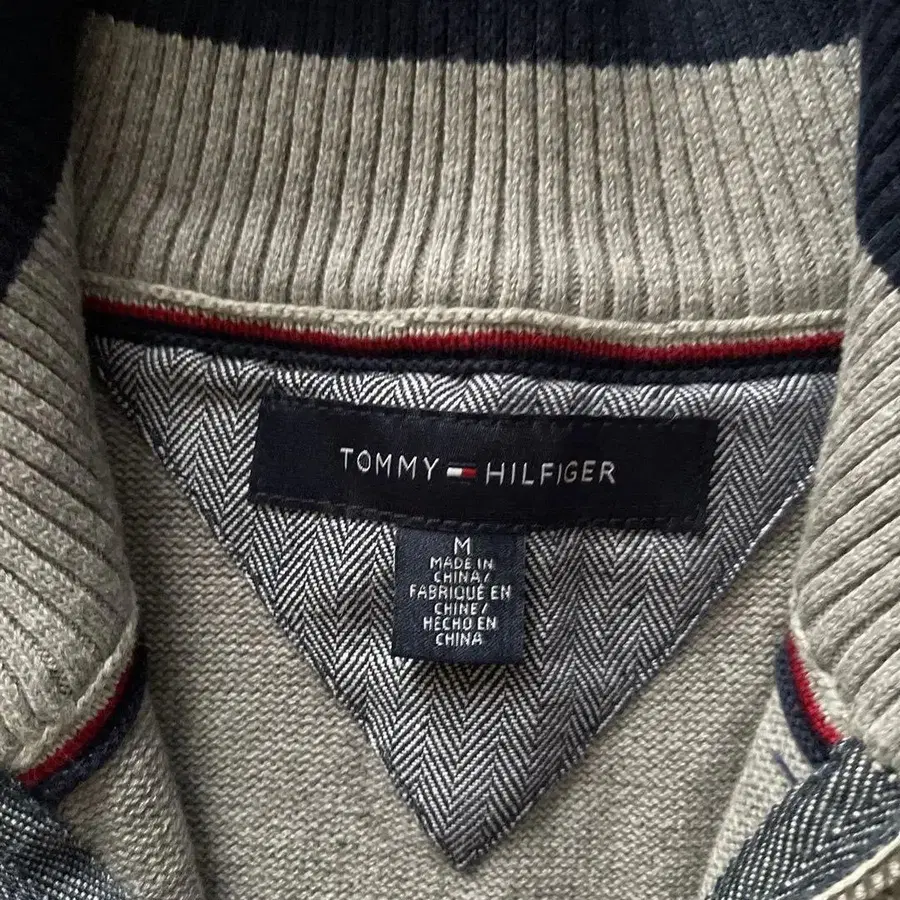 TOMMY HILFIGER
M
MADE IN
CHINA/
FABRIQUÉ EN
CHINE/
HECHO EN
CHINA